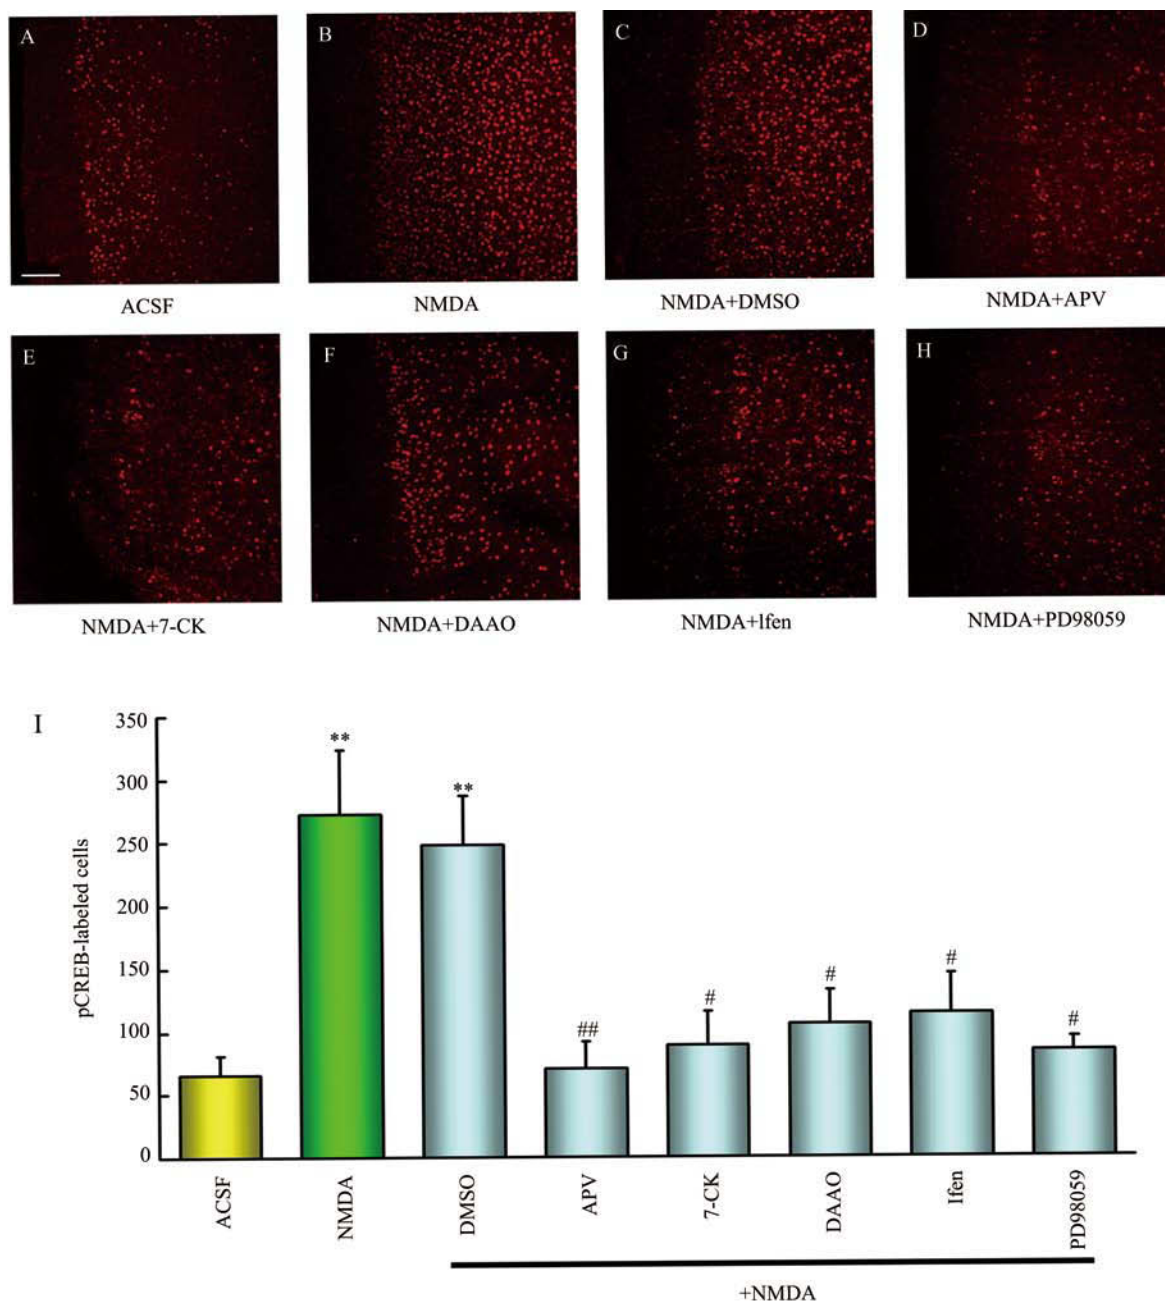 A B C D
ACSF NMDA NMDA+DMSO NMDA+APV
E F G H
NMDA+7-CK NMDA+DAAO NMDA+Ifen NMDA+PD98059
I
350
300
250
200
150
100
50
0
pCREB-labeled cells
**
**
##
#
#
#
#
ACSF
NMDA
DMSO
APV
7-CK
DAAO
Ifen
PD98059
+NMDA